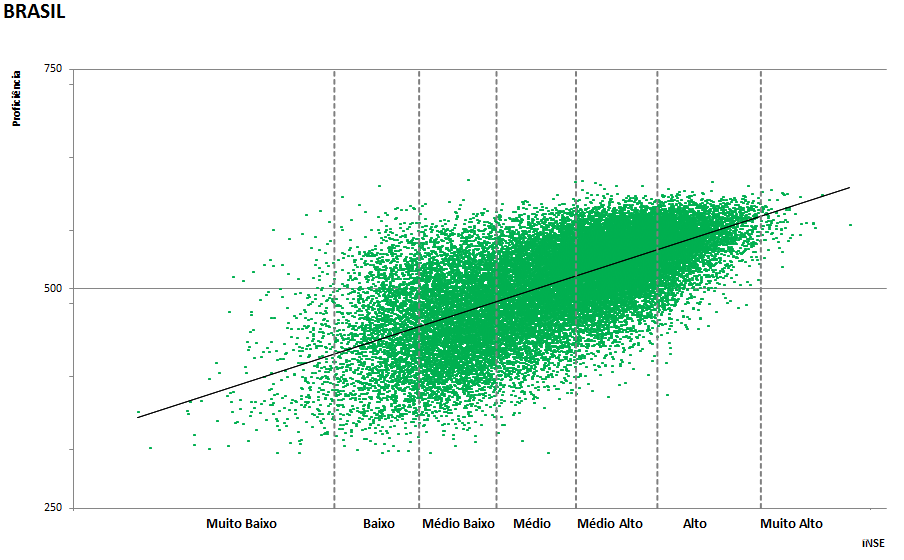 BRASIL
750
Proficiência
500
250
Muito Baixo Baixo Médio Baixo Médio Médio Alto Alto Muito Alto
iNSE